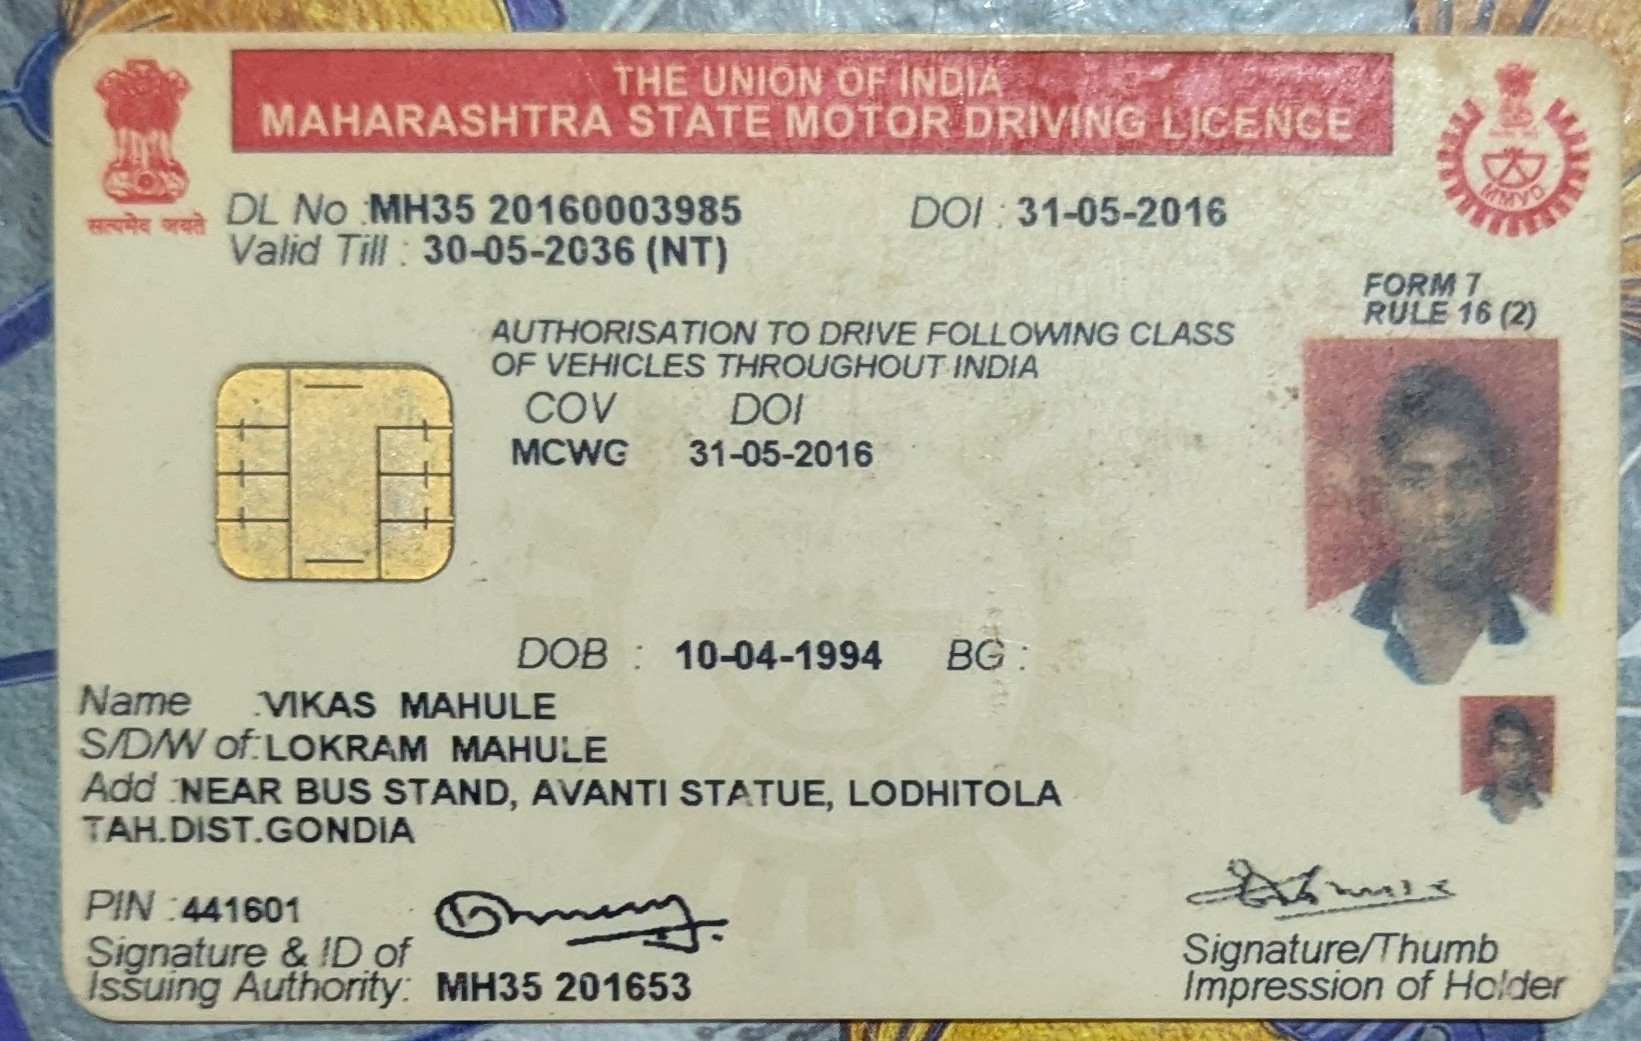 THE UNION OF INDIA
MAHARASHTRA STATE MOTOR DRIVING LICENCE
सत्यमेव जयते
MMVD
DL No : MH35 20160003985 DOI : 31-05-2016
Valid Till : 30-05-2036 (NT)
FORM 7
RULE 16 (2)
AUTHORISATION TO DRIVE FOLLOWING CLASS
OF VEHICLES THROUGHOUT INDIA
COV DOI
MCWG 31-05-2016
DOB : 10-04-1994 BG :
Name : VIKAS MAHULE
S/D/W of: LOKRAM MAHULE
Add : NEAR BUS STAND, AVANTI STATUE, LODHITOLA
TAH.DIST.GONDIA
PIN : 441601
Signature & ID of
Issuing Authority: MH35 201653
Signature/Thumb
Impression of Holder